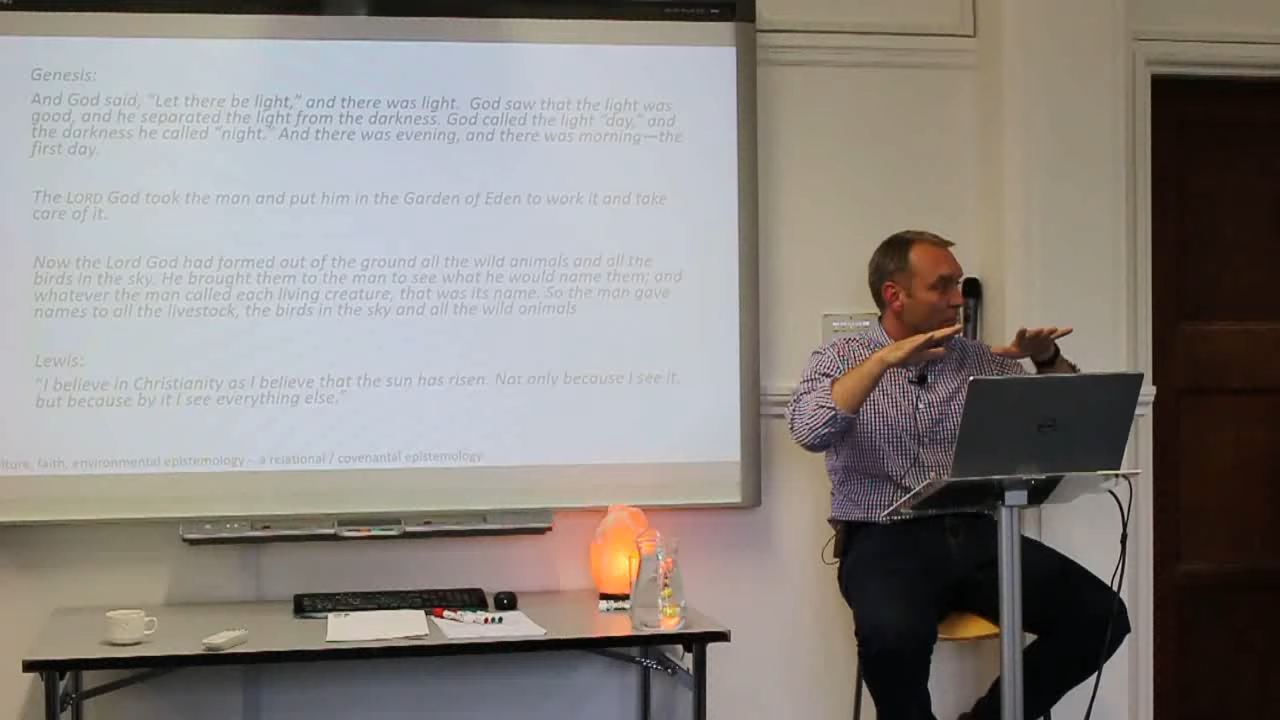 Genesis:
And God said, "Let there be light," and there was light. God saw that the light was
good, and he separated the light from the darkness. God called the light "day," and
the darkness he called "night." And there was evening, and there was morning—the
first day.
The LORD God took the man and put him in the Garden of Eden to work it and take
care of it.
Now the Lord God had formed out of the ground all the wild animals and all the
birds in the sky. He brought them to the man to see what he would name them; and
whatever the man called each living creature, that was its name. So the man gave
names to all the livestock, the birds in the sky and all the wild animals
Lewis:
"I believe in Christianity as I believe that the sun has risen. Not only because I see it,
but because by it I see everything else."
faith, environmental epistemology – a relational / covenantal epistemology
DELL